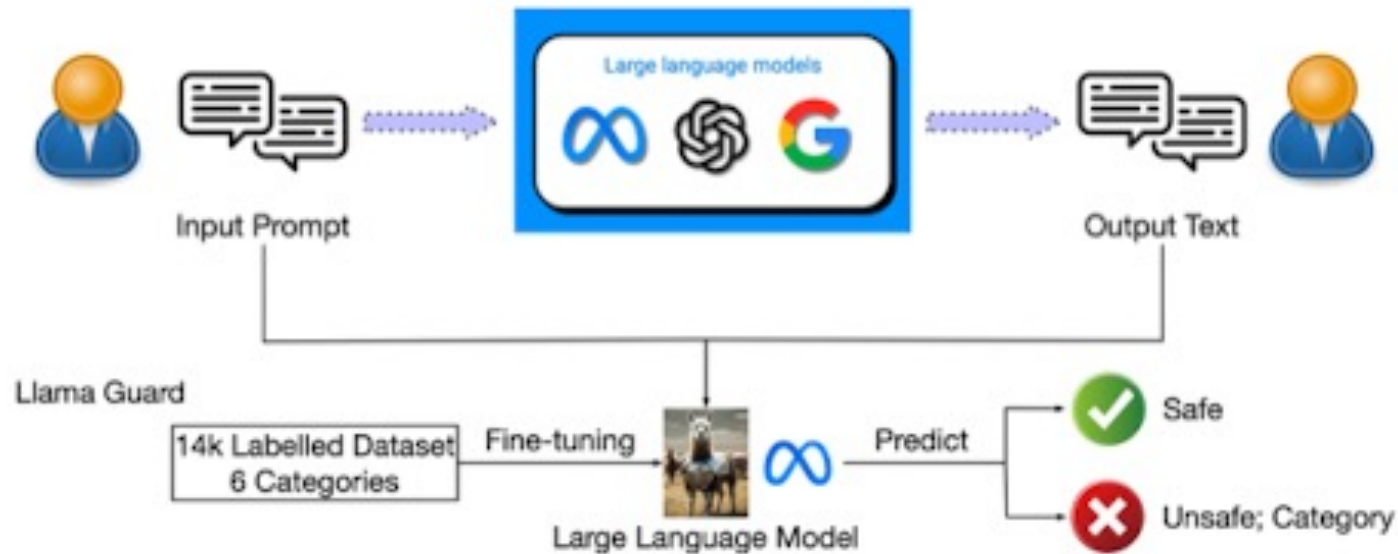 Large language models
Input Prompt
Output Text
Llama Guard
14k Labelled Dataset
6 Categories
Fine-tuning
Predict
Safe
Unsafe; Category
Large Language Model